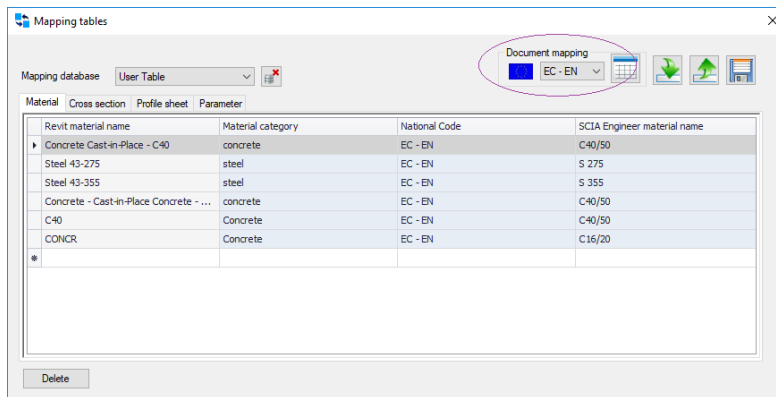 Mapping tables
Document mapping
Mapping database User Table EC - EN
Material Cross section Profile sheet Parameter
Revit material name Material category National Code SCIA Engineer material name
Concrete Cast-in-Place - C40 concrete EC - EN C40/50
Steel 43-275 steel EC - EN S 275
Steel 43-355 steel EC - EN S 355
Concrete - Cast-in-Place Concrete - ... concrete EC - EN C40/50
C40 Concrete EC - EN C40/50
CONCR Concrete EC - EN C16/20
Delete